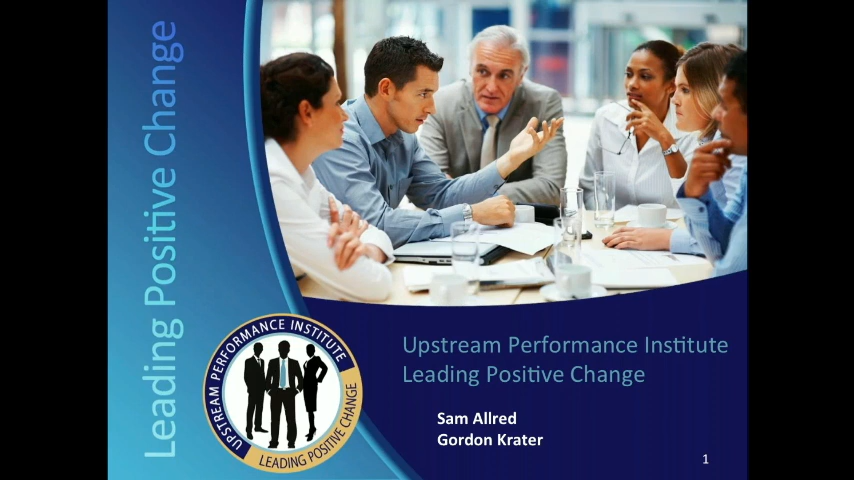 Leading Positive Change
UPSTREAM PERFORMANCE INSTITUTE
LEADING POSITIVE CHANGE
Upstream Performance Institute
Leading Positive Change
Sam Allred
Gordon Krater
1